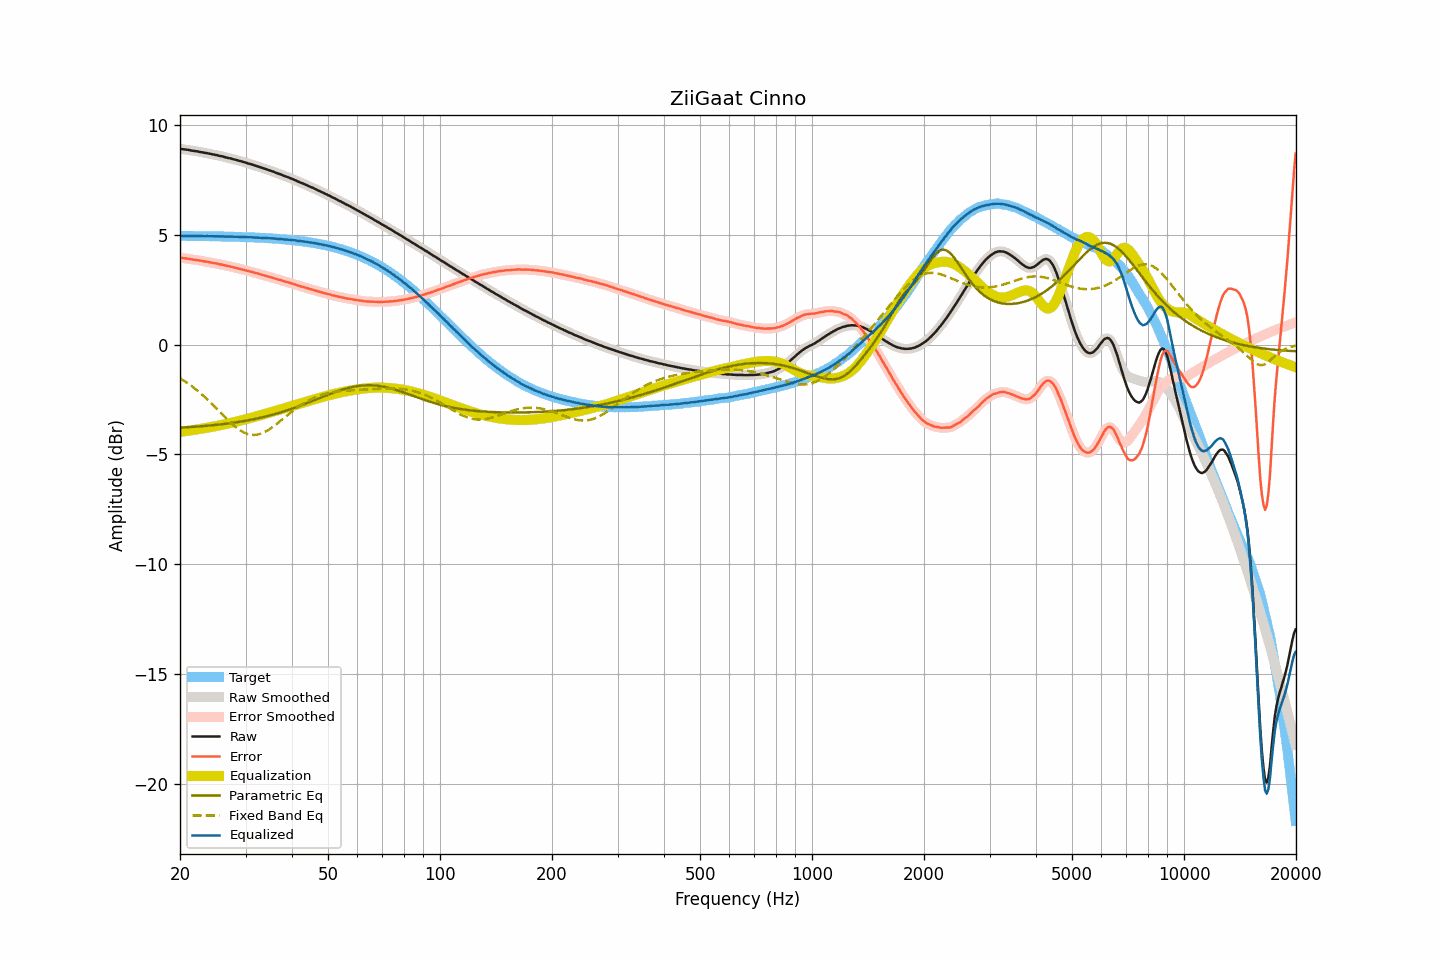 ZiiGaat Cinno
Amplitude (dBr)
10
5
0
−5
−10
−15
−20
Target
Raw Smoothed
Error Smoothed
Raw
Error
Equalization
Parametric Eq
Fixed Band Eq
Equalized
20 50 100 200 500 1000 2000 5000 10000 20000
Frequency (Hz)